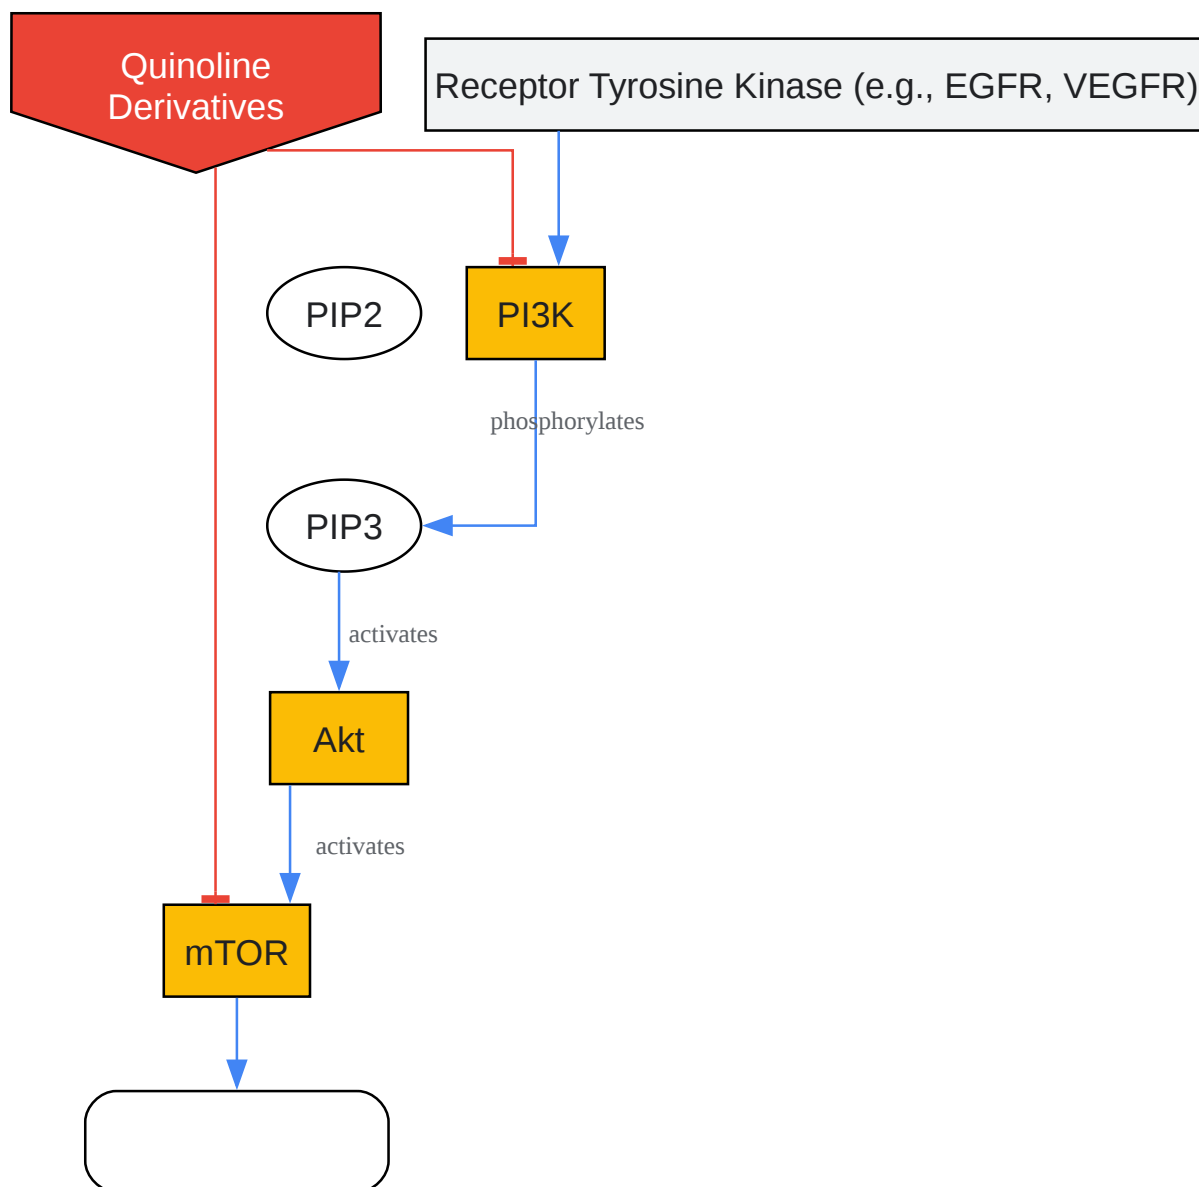 Quinoline
Derivatives
Receptor Tyrosine Kinase (e.g., EGFR, VEGFR)
PIP2
PI3K
phosphorylates
PIP3
activates
Akt
activates
mTOR